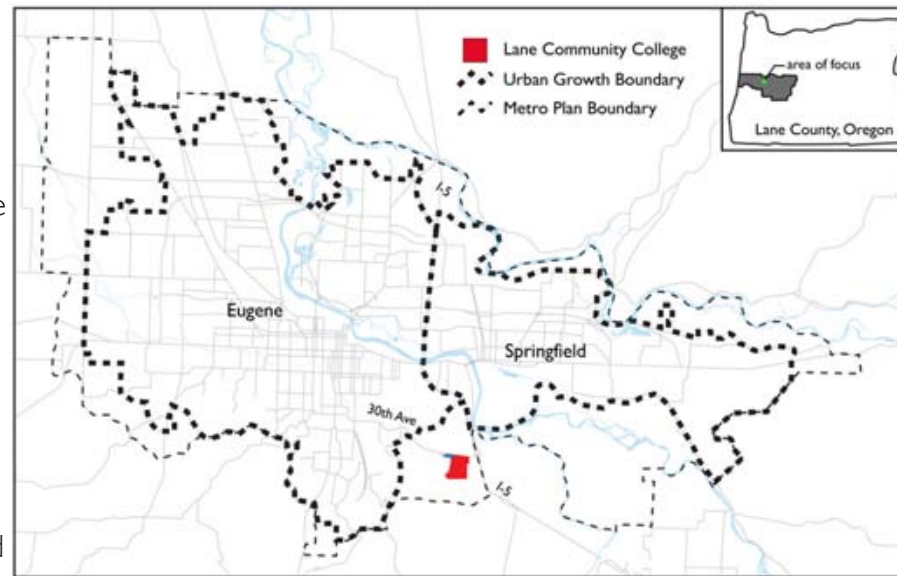 Lane Community College
Urban Growth Boundary
Metro Plan Boundary
area of focus
Lane County, Oregon
I-5
Eugene
Springfield
30th Ave
I-5